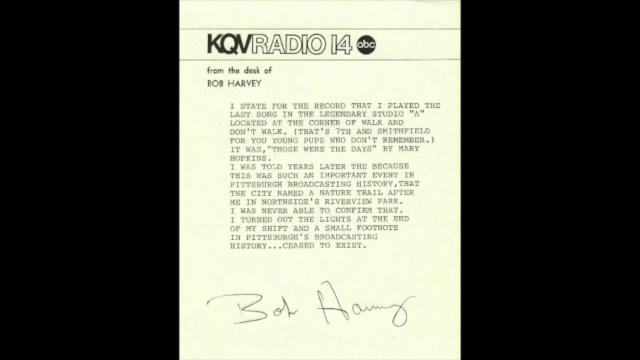 KQV RADIO 14 abc
from the desk of
BOB HARVEY
I STATE FOR THE RECORD THAT I PLAYED THE
LAST SONG IN THE LEGENDARY STUDIO "A"
LOCATED AT THE CORNER OF WALK AND
DON'T WALK. (THAT'S 7TH AND SMITHFIELD
FOR YOU YOUNG PUPS WHO DON'T REMEMBER.)
IT WAS,"THOSE WERE THE DAYS" BY MARY
HOPKINS.
I WAS TOLD YEARS LATER THE BECAUSE
THIS WAS SUCH AN IMPORTANT EVENT IN
PITTSBURGH BROADCASTING HISTORY,THAT
THE CITY NAMED A NATURE TRAIL AFTER
ME IN NORTHSIDE'S RIVERVIEW PARK.
I WAS NEVER ABLE TO CONFIRM THAT.
I TURNED OUT THE LIGHTS AT THE END
OF MY SHIFT AND A SMALL FOOTNOTE
IN PITTSBURGH'S BROADCASTING
HISTORY...CEASED TO EXIST.
Bob Harvey